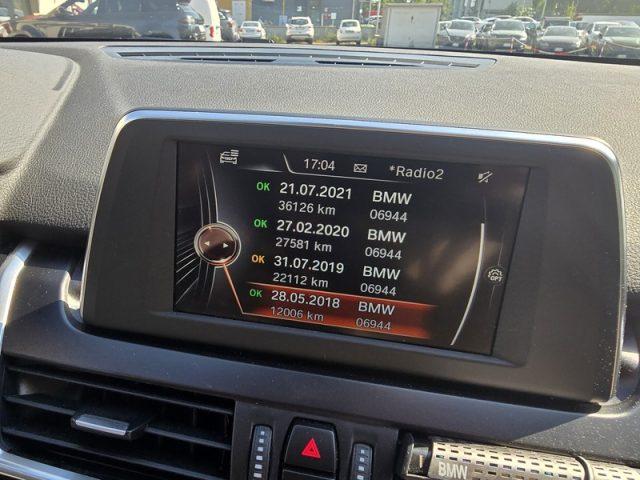 17:04 *Radio2
OK 21.07.2021 BMW
36126 km 06944
OK 27.02.2020 BMW
27581 km 06944
OK 31.07.2019 BMW
22112 km 06944
OK 28.05.2018 BMW
12006 km 06944
OPT
BMW